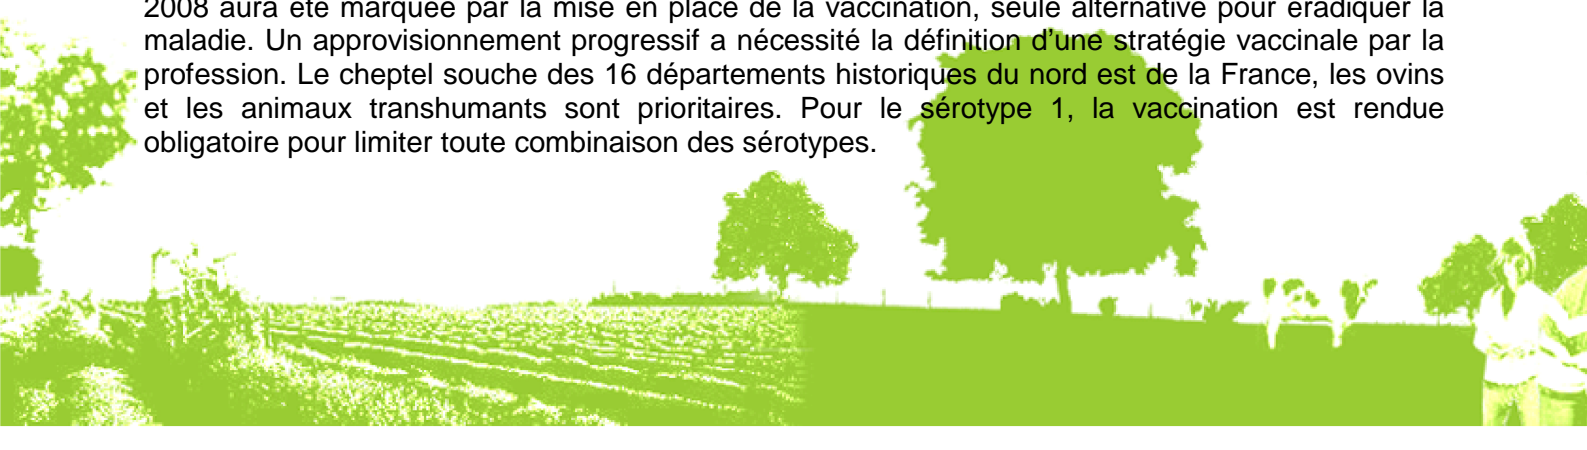 2008 aura été marquée par la mise en place de la vaccination, seule alternative pour éradiquer la
maladie. Un approvisionnement progressif a nécessité la définition d'une stratégie vaccinale par la
profession. Le cheptel souche des 16 départements historiques du nord est de la France, les ovins
et les animaux transhumants sont prioritaires. Pour le sérotype 1, la vaccination est rendue
obligatoire pour limiter toute combinaison des sérotypes.